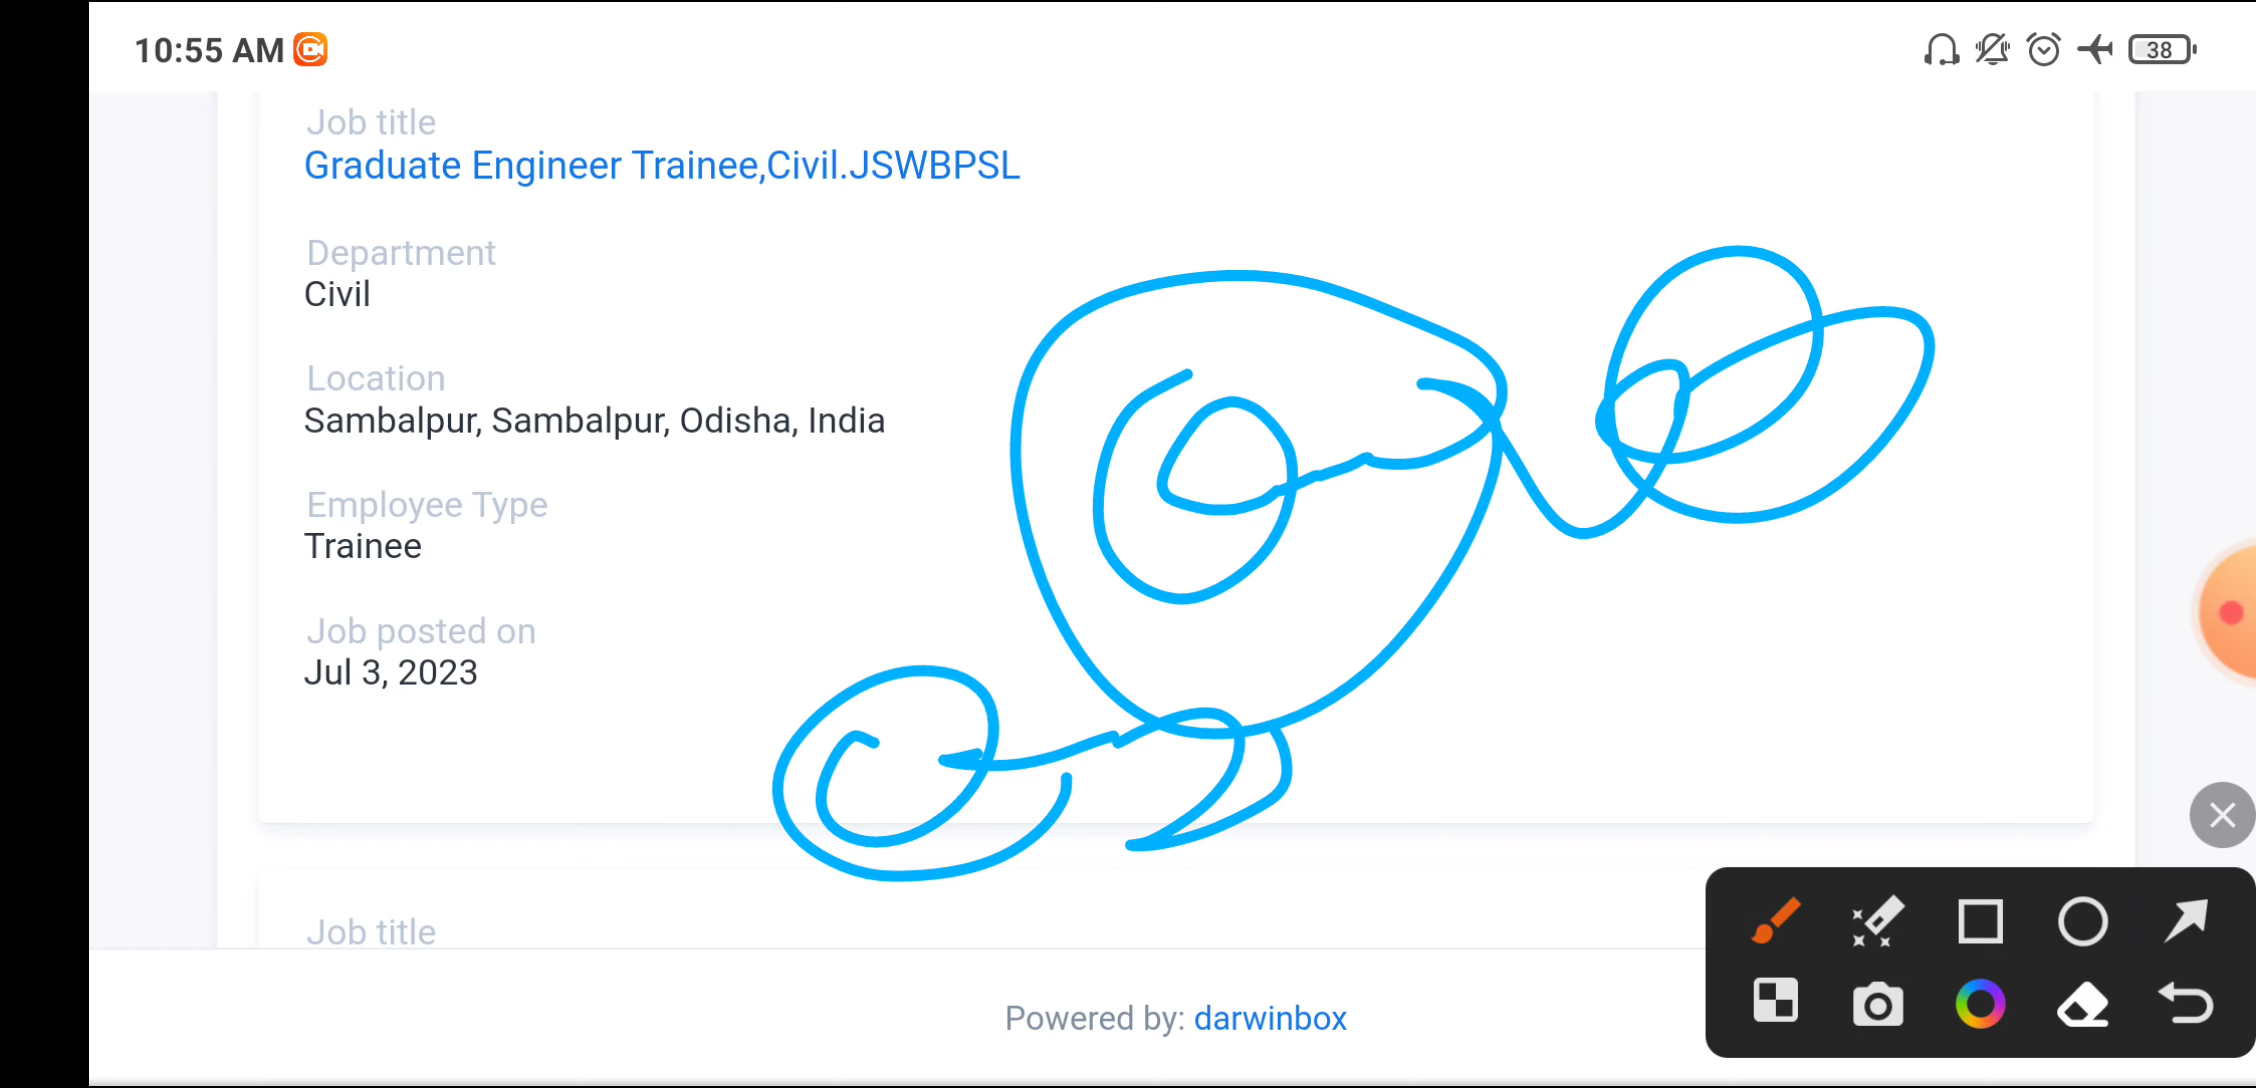 10:55 AM
38
Job title
Graduate Engineer Trainee,Civil.JSWBPSL
Department
Civil
Location
Sambalpur, Sambalpur, Odisha, India
Employee Type
Trainee
Job posted on
Jul 3, 2023
Job title
Powered by: darwinbox